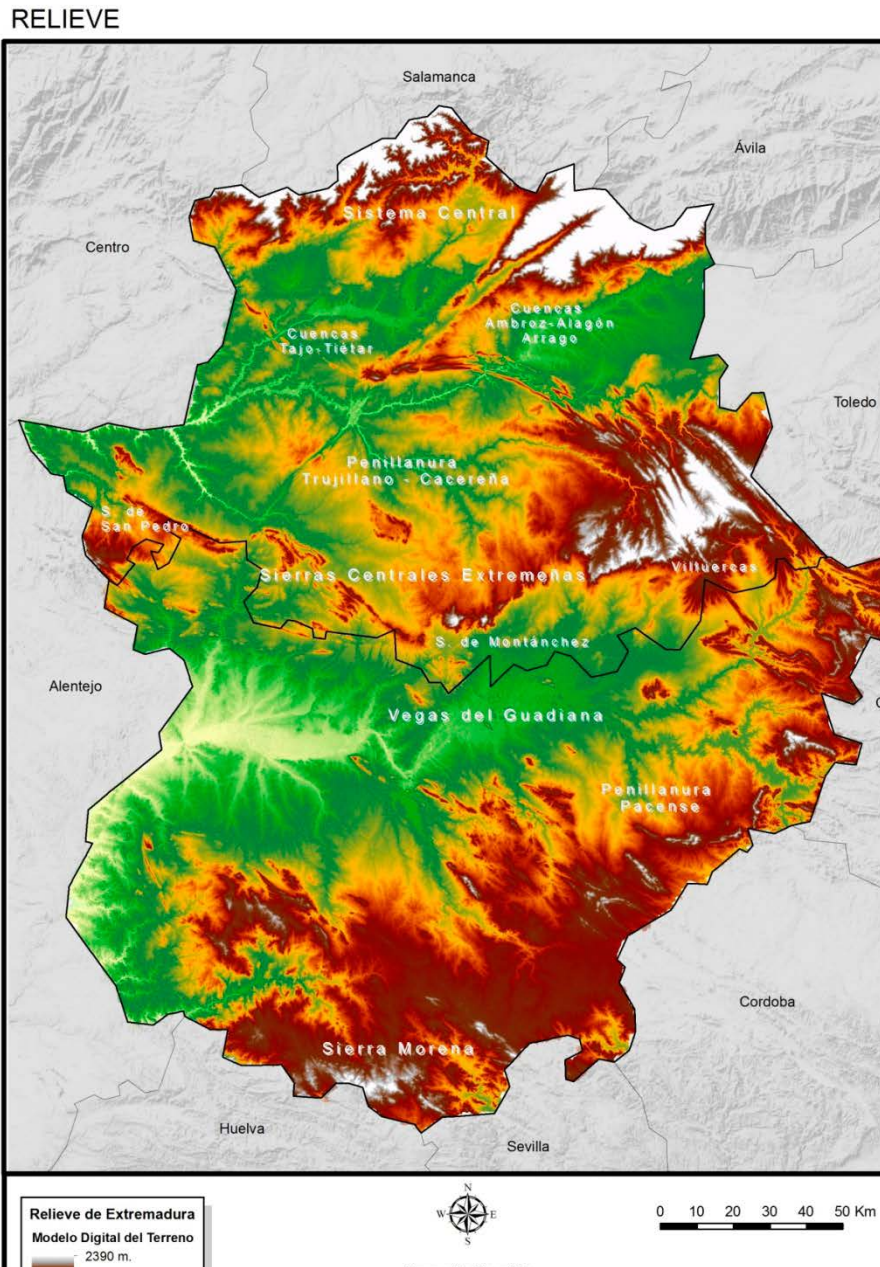 RELIEVE
Salamanca
Ávila
Sistema Central
Centro
Cuencas
Ambroz-Alagón
Arrago
Cuencas
Tajo-Tiétar
Toledo
Penillanura
Trujillano - Cacereña
S. de
San Pedro
Villuercas
Sierras Centrales Extremeñas
S. de Montánchez
Alentejo
Vegas del Guadiana
Penillanura
Pacense
Cordoba
Sierra Morena
Huelva
Sevilla
N
W E
S
0 10 20 30 40 50 Km
Relieve de Extremadura
Modelo Digital del Terreno
2390 m.